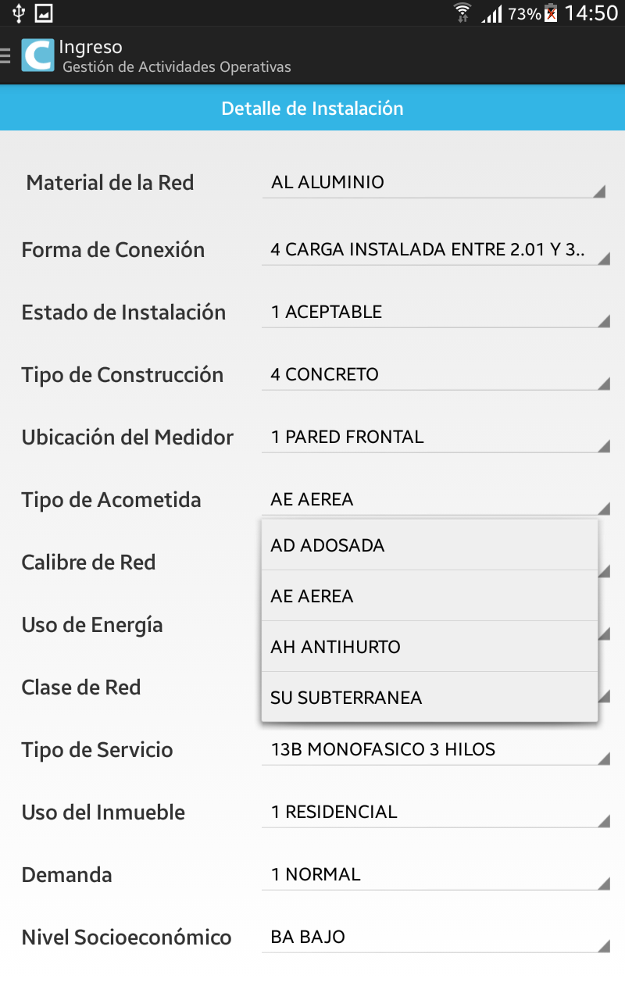 73% 14:50
C Ingreso
Gestión de Actividades Operativas
Detalle de Instalación
Material de la Red AL ALUMINIO
Forma de Conexión 4 CARGA INSTALADA ENTRE 2.01 Y 3..
Estado de Instalación 1 ACEPTABLE
Tipo de Construcción 4 CONCRETO
Ubicación del Medidor 1 PARED FRONTAL
Tipo de Acometida AE AEREA
AD ADOSADA
Calibre de Red
AE AEREA
Uso de Energía
AH ANTIHURTO
Clase de Red
SU SUBTERRANEA
Tipo de Servicio 13B MONOFASICO 3 HILOS
Uso del Inmueble 1 RESIDENCIAL
Demanda 1 NORMAL
Nivel Socioeconómico BA BAJO